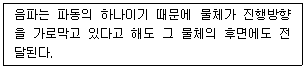 음파는 파동의 하나이기 때문에 물체가 진행방향
을 가로막고 있다고 해도 그 물체의 후면에도 전
달된다.